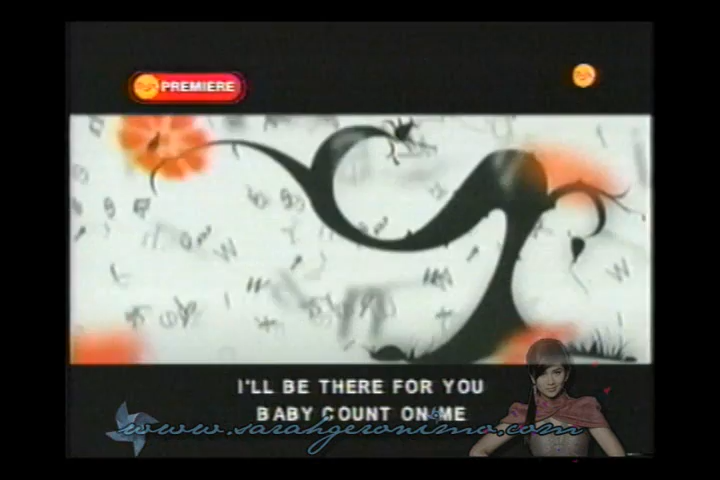 PREMIERE
I'LL BE THERE FOR YOU
BABY COUNT ON ME
www.sarahgeronimo.com